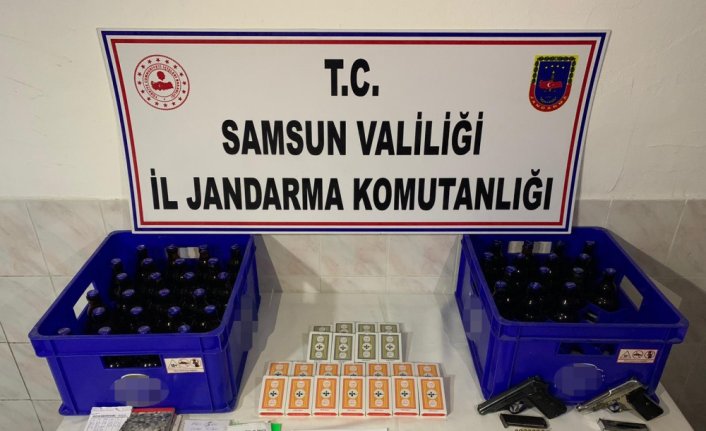 T.C.
SAMSUN VALİLİĞİ
İL JANDARMA KOMUTANLIĞI